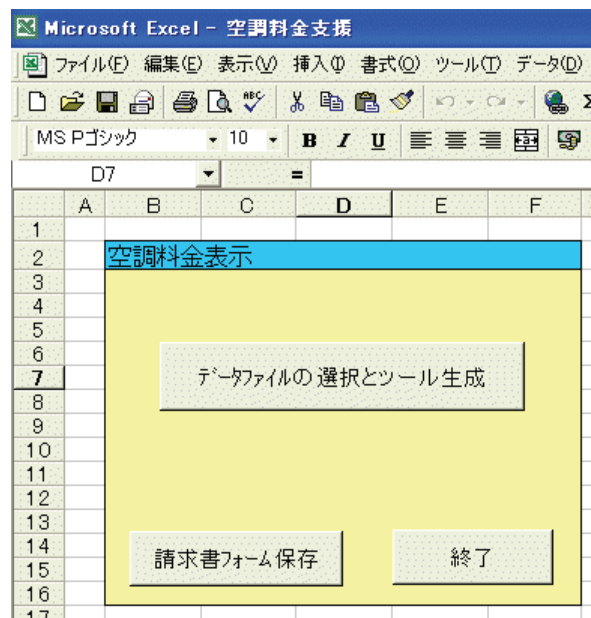 Microsoft Excel - 空調料金支援
ファイル(F) 編集(E) 表示(V) 挿入(I) 書式(O) ツール(T) データ(D)
ABC Σ
MS Pゴシック 10 B I U
D7 =
A B C D E F
1
2 空調料金表示
3
4
5
6
7 データファイルの選択とツール生成
8
9
10
11
12
13
14
15 請求書フォーム保存 終了
16
17